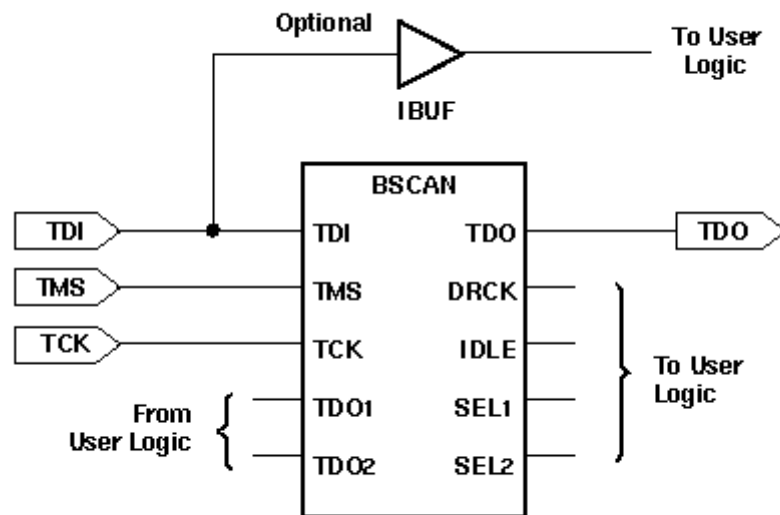 Optional
To User
Logic
IBUF
BSCAN
TDI
TDI
TDO
TDO
TMS
TMS
DRCK
TCK
TCK
IDLE
To User
Logic
From
User Logic
TDO1
SEL1
TDO2
SEL2